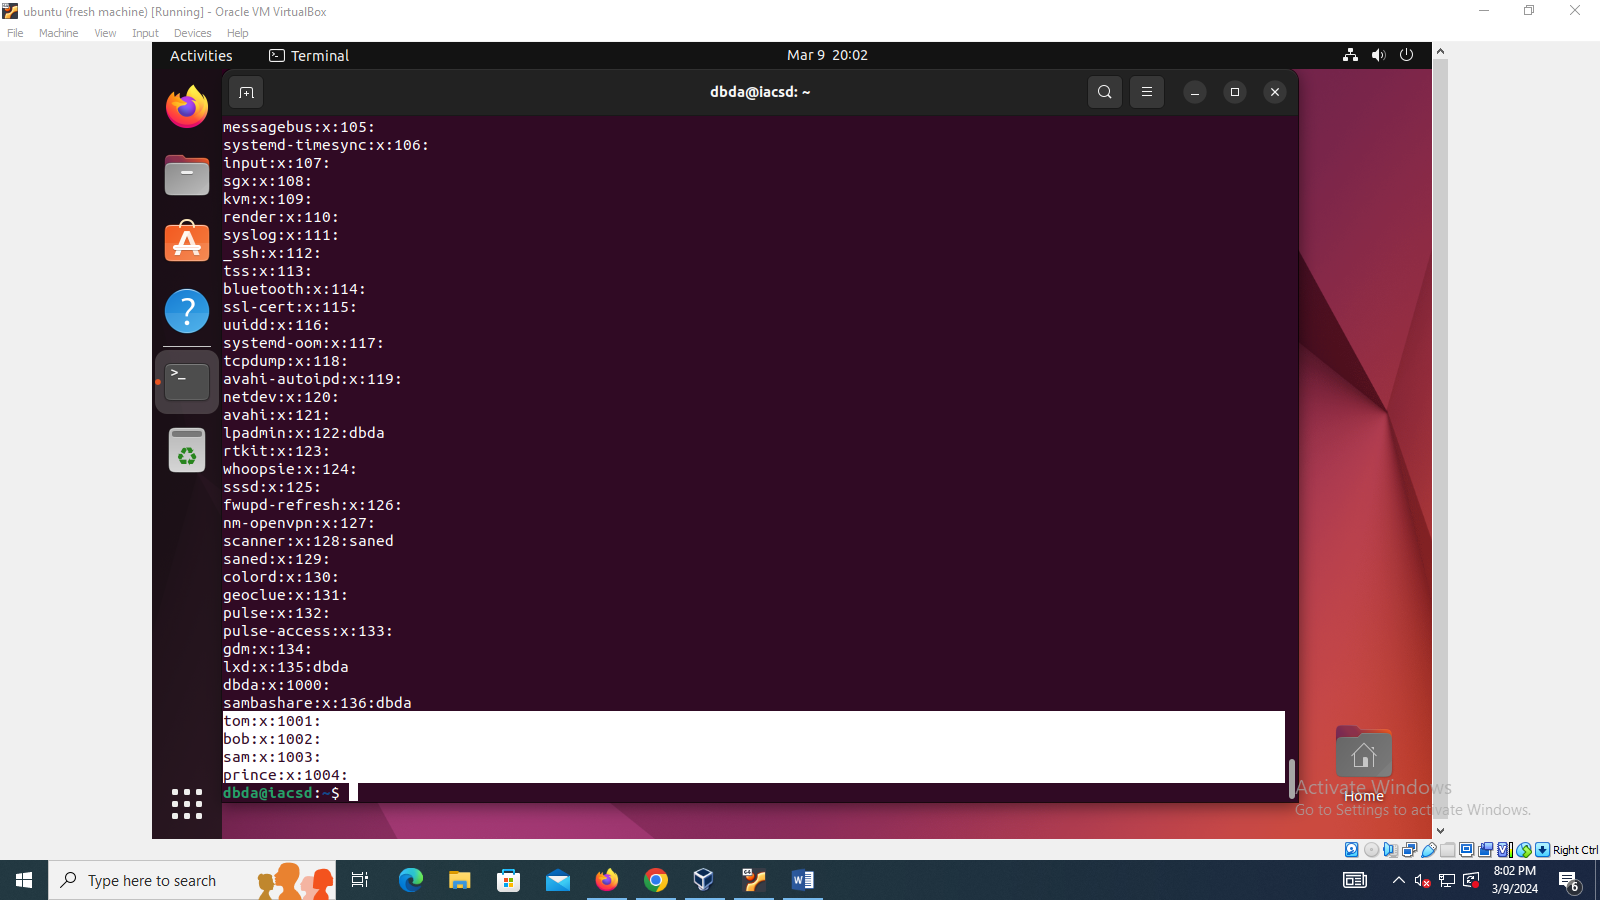 ubuntu (fresh machine) [Running] - Oracle VM VirtualBox
File Machine View Input Devices Help
Activities Terminal Mar 9 20:02
dbda@iacsd: ~
messagebus:x:105:
systemd-timesync:x:106:
input:x:107:
sgx:x:108:
kvm:x:109:
render:x:110:
syslog:x:111:
_ssh:x:112:
tss:x:113:
bluetooth:x:114:
ssl-cert:x:115:
uuidd:x:116:
systemd-oom:x:117:
tcpdump:x:118:
avahi-autoipd:x:119:
netdev:x:120:
avahi:x:121:
lpadmin:x:122:dbda
rtkit:x:123:
whoopsie:x:124:
sssd:x:125:
fwupd-refresh:x:126:
nm-openvpn:x:127:
scanner:x:128:saned
saned:x:129:
colord:x:130:
geoclue:x:131:
pulse:x:132:
pulse-access:x:133:
gdm:x:134:
lxd:x:135:dbda
dbda:x:1000:
sambashare:x:136:dbda
tom:x:1001:
bob:x:1002:
sam:x:1003:
prince:x:1004:
dbda@iacsd:~$
Home
Activate Windows
Go to Settings to activate Windows.
Right Ctrl
Type here to search
8:02 PM
3/9/2024
6